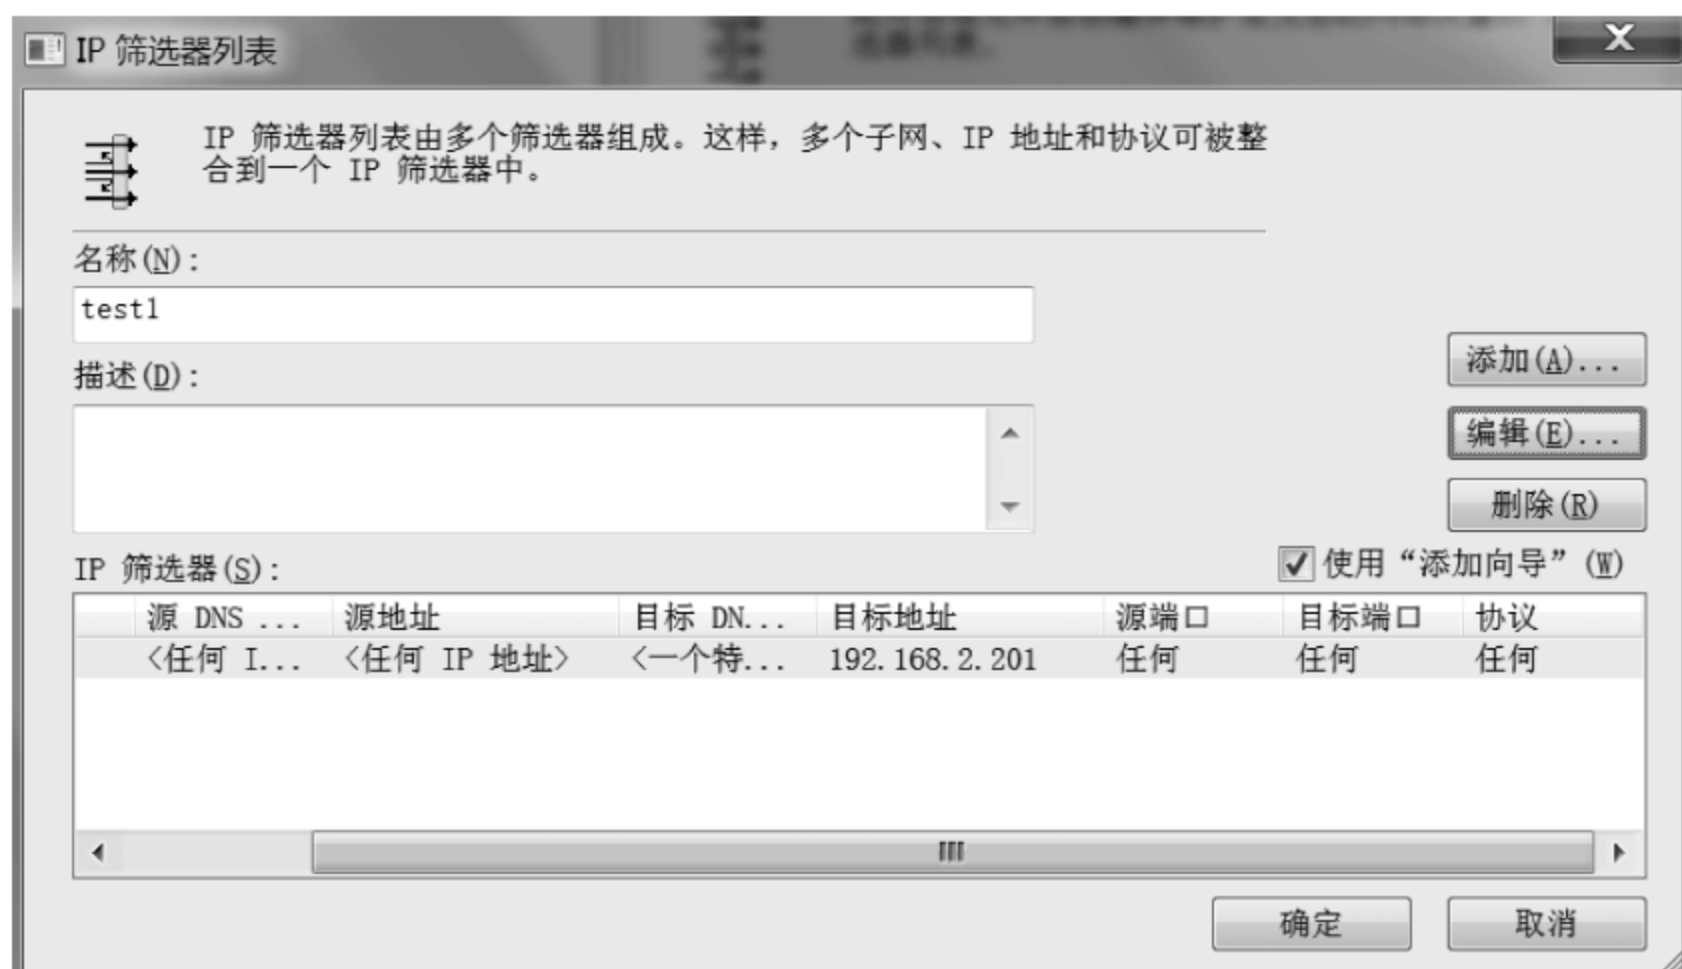 IP 筛选器列表
IP 筛选器列表由多个筛选器组成。这样，多个子网、IP 地址和协议可被整
合到一个 IP 筛选器中。
名称(N):
test1
添加(A)...
描述(D):
编辑(E)...
删除(R)
IP 筛选器(S):
使用“添加向导”(W)
源 DNS ... 源地址 目标 DN... 目标地址 源端口 目标端口 协议
<任何 I... <任何 IP 地址> <一个特... 192.168.2.201 任何 任何 任何
确定 取消